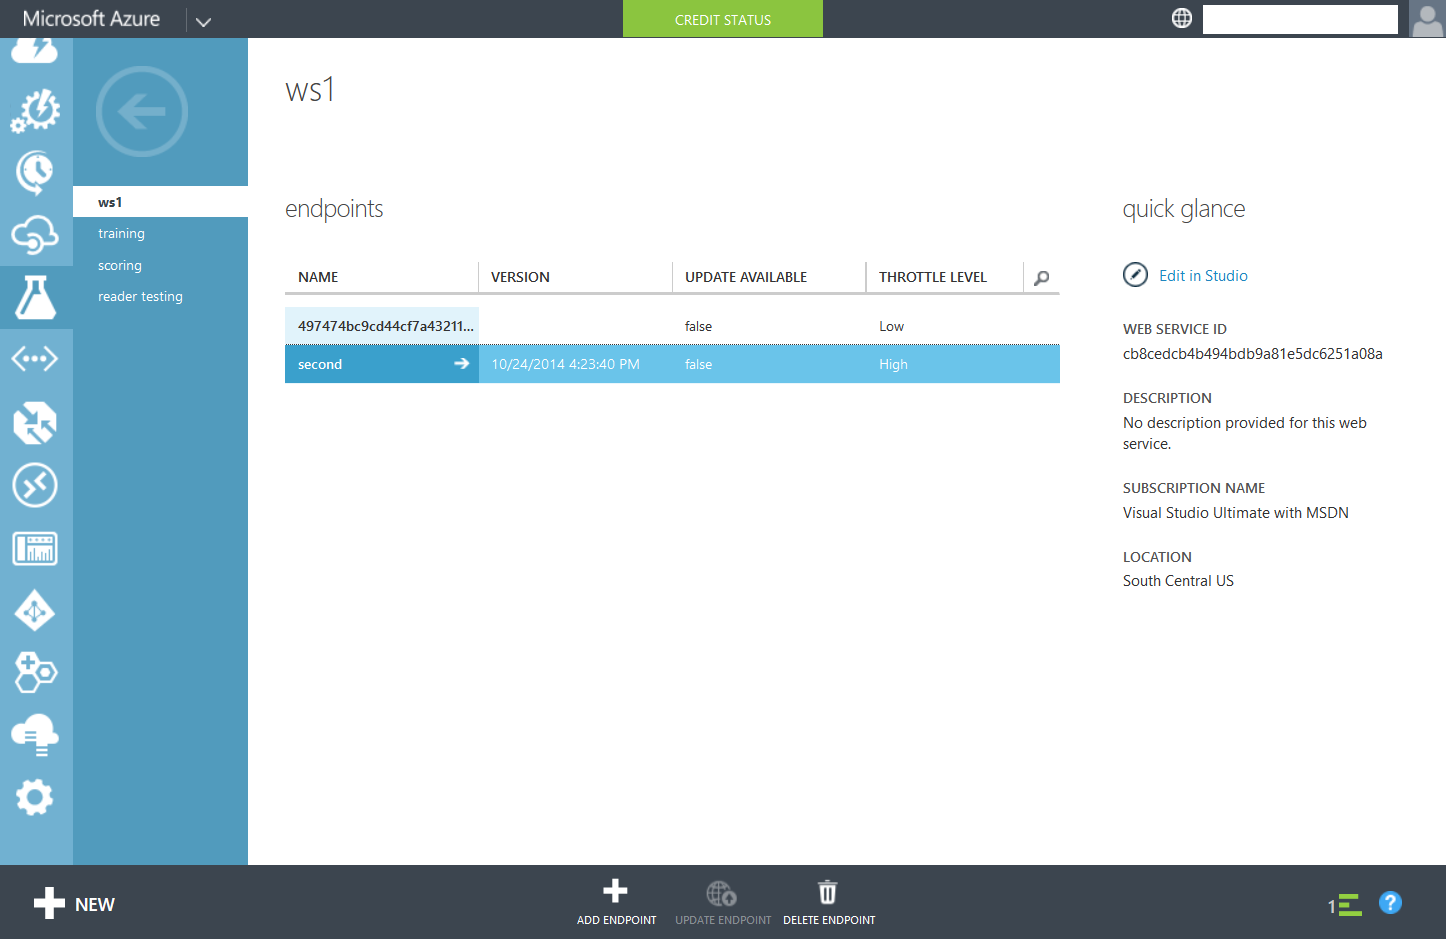 Microsoft Azure
CREDIT STATUS
ws1
training
scoring
reader testing
ws1
endpoints
NAME VERSION UPDATE AVAILABLE THROTTLE LEVEL
497474bc9cd44cf7a43211... false Low
second 10/24/2014 4:23:40 PM false High
quick glance
Edit in Studio
WEB SERVICE ID
cb8cedcb4b494bdb9a81e5dc6251a08a
DESCRIPTION
No description provided for this web
service.
SUBSCRIPTION NAME
Visual Studio Ultimate with MSDN
LOCATION
South Central US
NEW
ADD ENDPOINT
UPDATE ENDPOINT
DELETE ENDPOINT
1
?